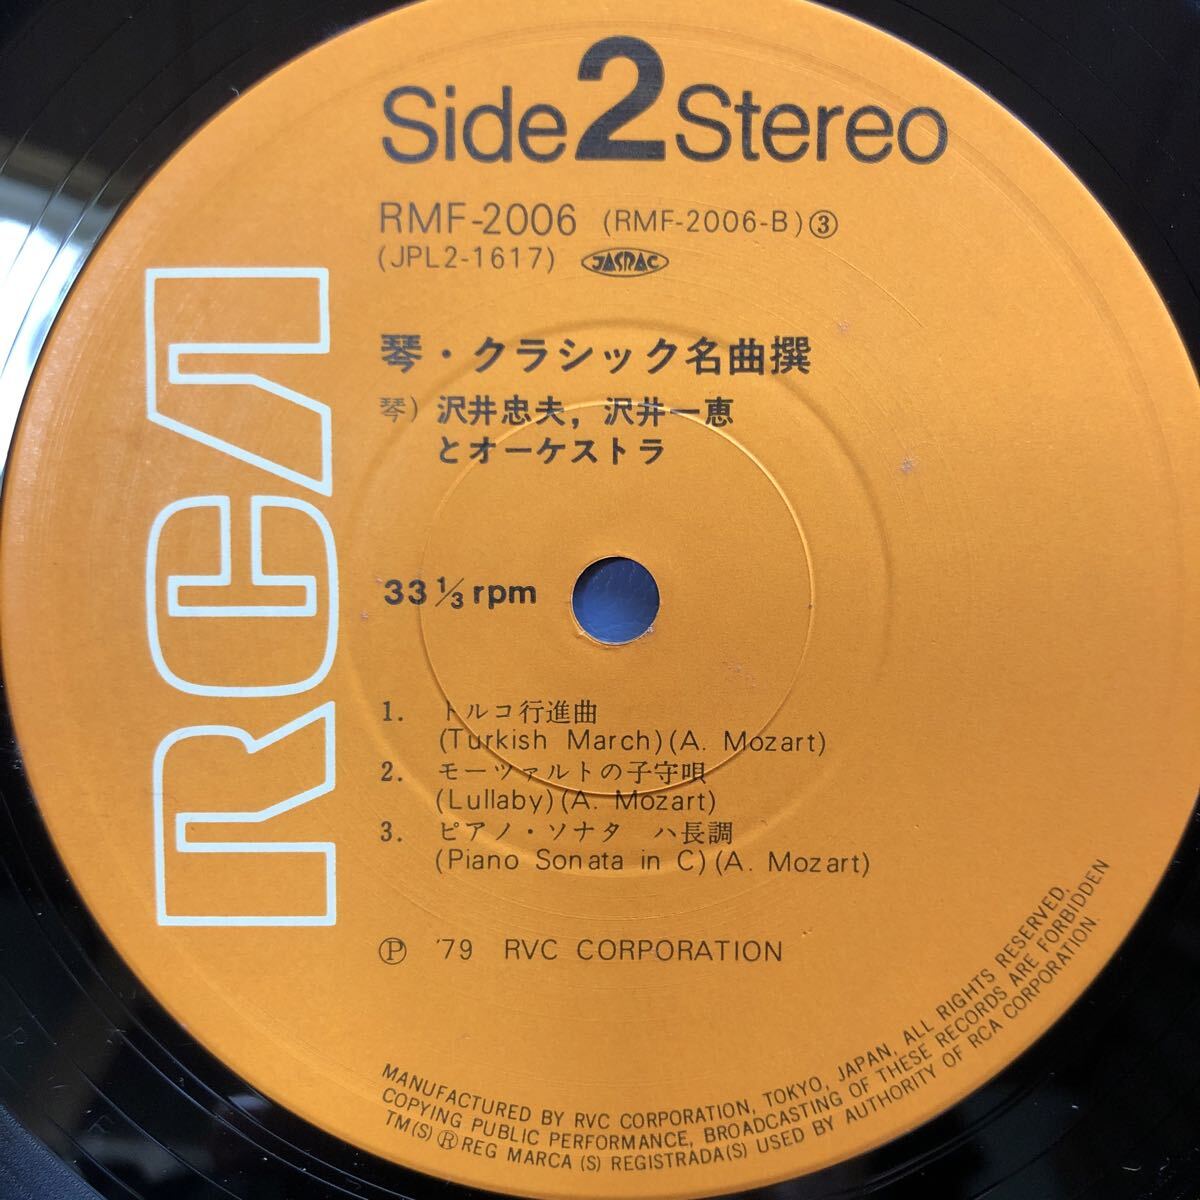 Side 2 Stereo
RMF-2006 (RMF-2006-B) ③
(JPL2-1617) JASRAC
琴・クラシック名曲撰
琴) 沢井忠夫, 沢井一恵
とオーケストラ
33 1/3 rpm
1. トルコ行進曲
(Turkish March) (A. Mozart)
2. モーツァルトの子守唄
(Lullaby) (A. Mozart)
3. ピアノ・ソナタ ハ長調
(Piano Sonata in C) (A. Mozart)
Ⓟ '79 RVC CORPORATION
RCA
MANUFACTURED BY RVC CORPORATION, TOKYO, JAPAN, ALL RIGHTS RESERVED,
COPYING PUBLIC PERFORMANCE, BROADCASTING OF THESE RECORDS ARE FORBIDDEN
TM(S) ® REG MARCA (S) REGISTRADA(S) USED BY AUTHORITY OF RCA CORPORATION.